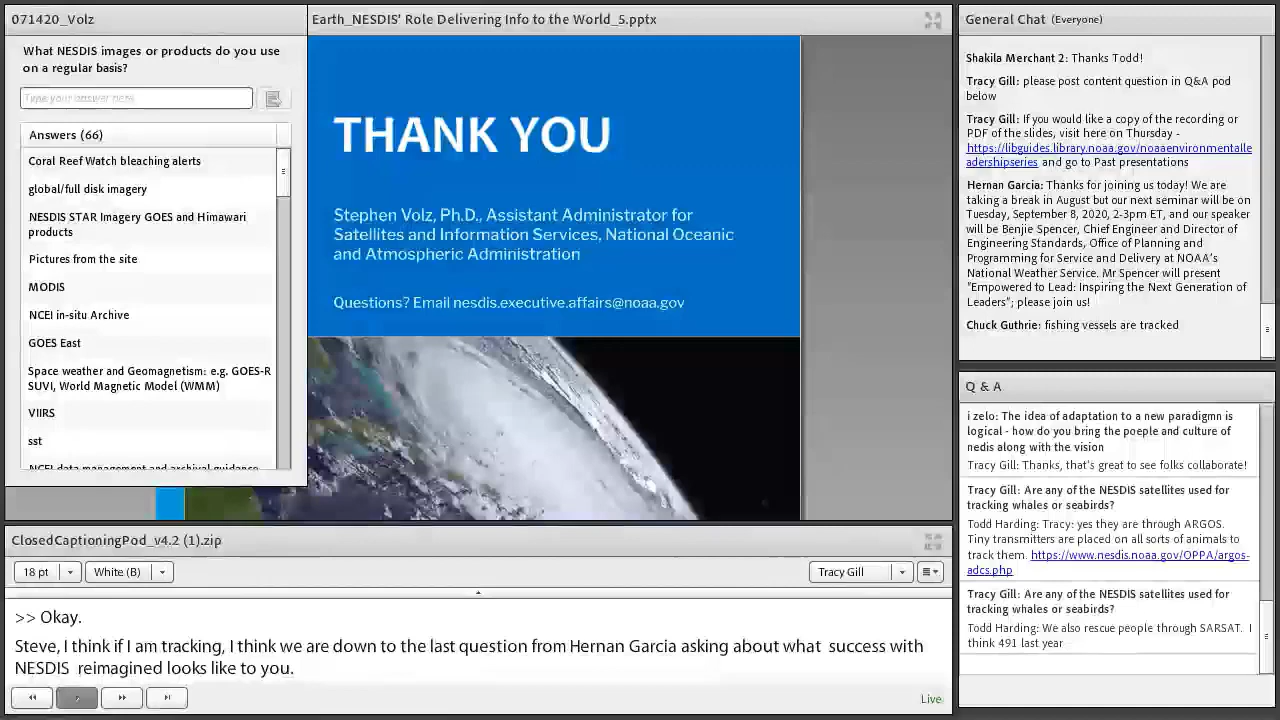 071420_Volz
What NESDIS images or products do you use
on a regular basis?
Type your answer here
Answers (66)
Coral Reef Watch bleaching alerts
global/full disk imagery
NESDIS STAR Imagery GOES and Himawari
products
Pictures from the site
MODIS
NCEI in-situ Archive
GOES East
Space weather and Geomagnetism: e.g. GOES-R
SUVI, World Magnetic Model (WMM)
VIIRS
sst
NCEI data management and archival guidance
Earth_NESDIS' Role Delivering Info to the World_5.pptx
THANK YOU
Stephen Volz, Ph.D., Assistant Administrator for
Satellites and Information Services, National Oceanic
and Atmospheric Administration
Questions? Email nesdis.executive.affairs@noaa.gov
ClosedCaptioningPod_v4.2 (1).zip
18 pt
White (B)
Tracy Gill
>> Okay.
Steve, I think if I am tracking, I think we are down to the last question from Hernan Garcia asking about what success with
NESDIS reimagined looks like to you.
Live
General Chat (Everyone)
Shakila Merchant 2: Thanks Todd!
Tracy Gill: please post content question in Q&A pod
below
Tracy Gill: If you would like a copy of the recording or
PDF of the slides, visit here on Thursday -
https://libguides.library.noaa.gov/noaaenvironmentalle
adershipseries and go to Past presentations
Hernan Garcia: Thanks for joining us today! We are
taking a break in August but our next seminar will be on
Tuesday, September 8, 2020, 2-3pm ET, and our speaker
will be Benjie Spencer, Chief Engineer and Director of
Engineering Standards, Office of Planning and
Programming for Service and Delivery at NOAA's
National Weather Service. Mr Spencer will present
"Empowered to Lead: Inspiring the Next Generation of
Leaders"; please join us!
Chuck Guthrie: fishing vessels are tracked
Q & A
i zelo: The idea of adaptation to a new paradigmn is
logical - how do you bring the poeple and culture of
nedis along with the vision
Tracy Gill: Thanks, that's great to see folks collaborate!
Tracy Gill: Are any of the NESDIS satellites used for
tracking whales or seabirds?
Todd Harding: Tracy: yes they are through ARGOS.
Tiny transmitters are placed on all sorts of animals to
track them. https://www.nesdis.noaa.gov/OPPA/argos-
adcs.php
Tracy Gill: Are any of the NESDIS satellites used for
tracking whales or seabirds?
Todd Harding: We also rescue people through SARSAT. I
think 491 last year